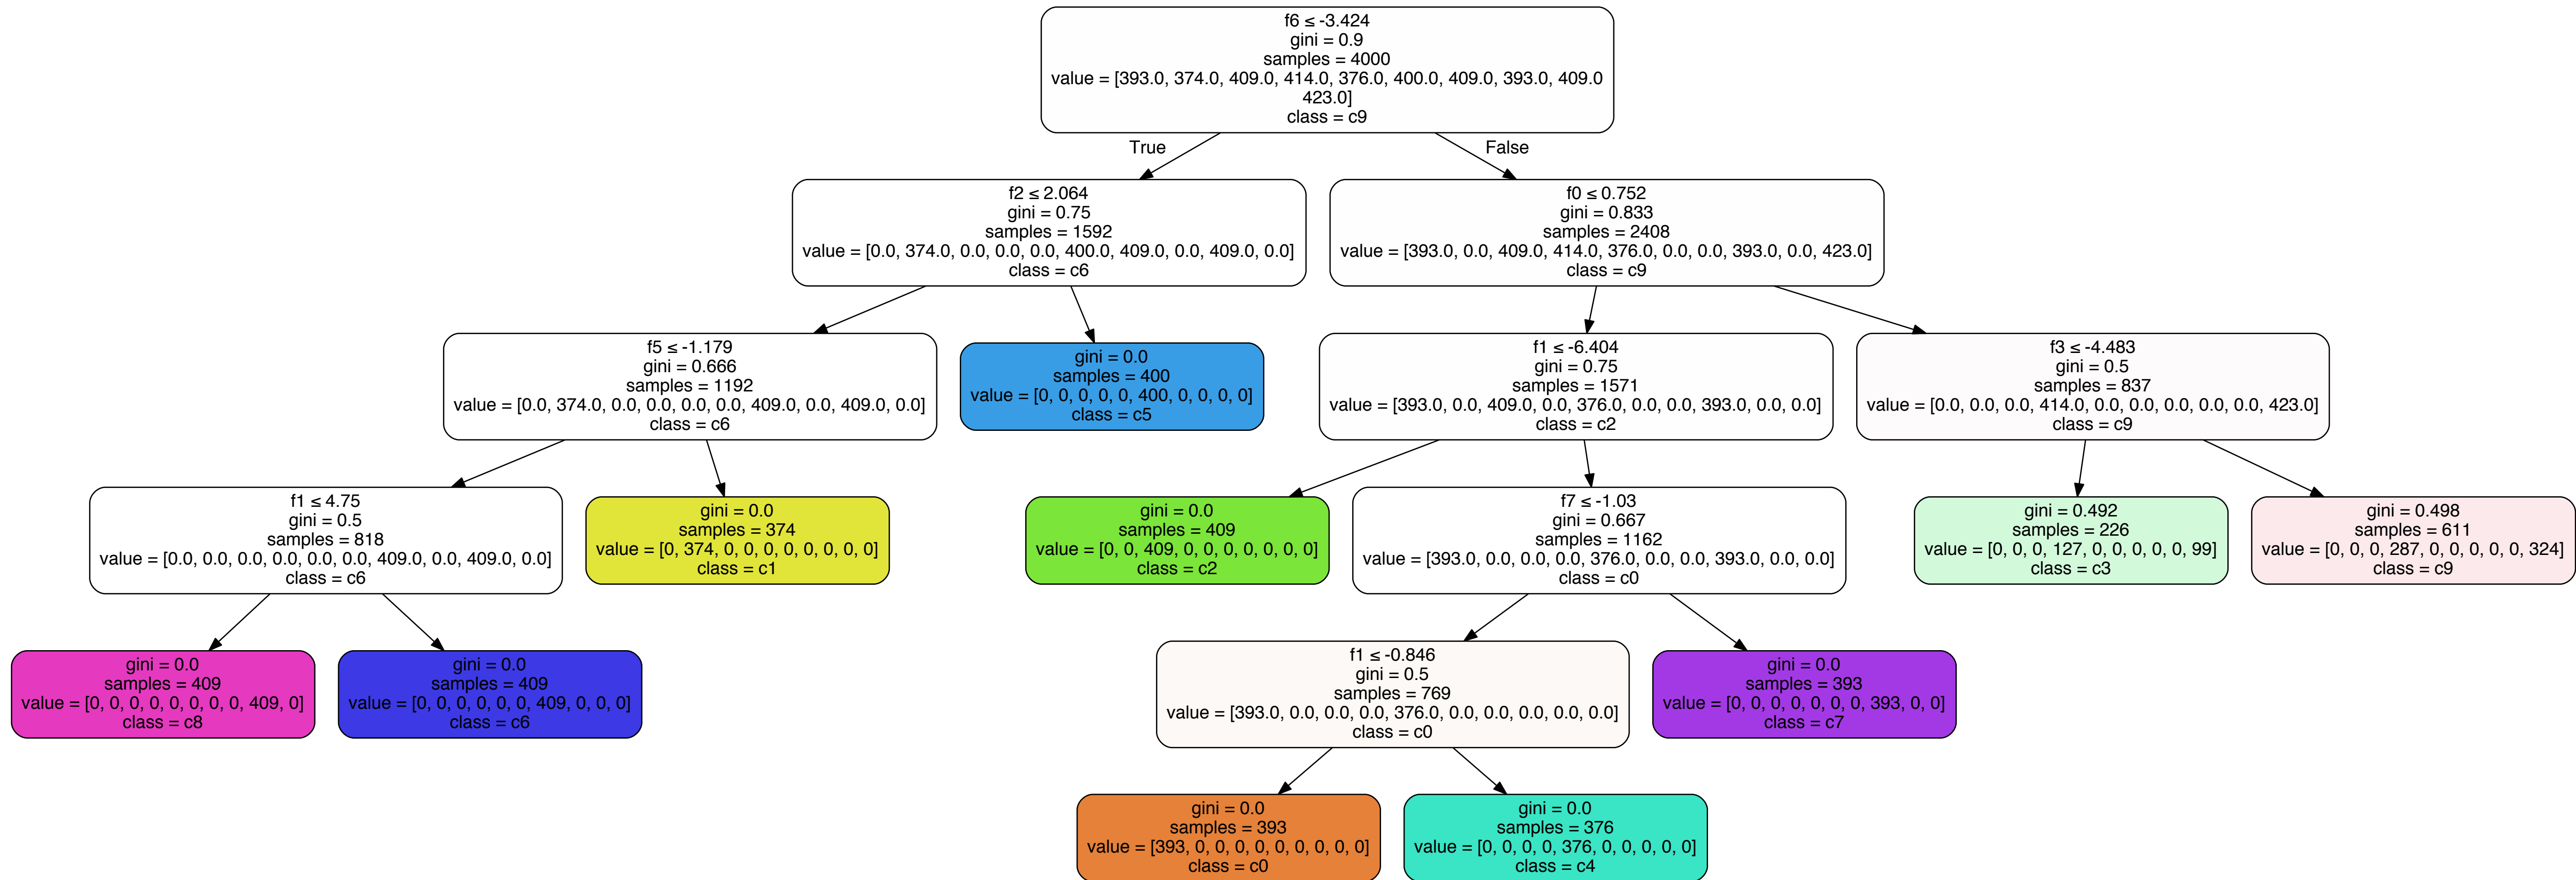 f6 ≤ -3.424
gini = 0.9
samples = 4000
value = [393.0, 374.0, 409.0, 414.0, 376.0, 400.0, 409.0, 393.0, 409.0
423.0]
class = c9
True
False
f2 ≤ 2.064
gini = 0.75
samples = 1592
value = [0.0, 374.0, 0.0, 0.0, 0.0, 400.0, 409.0, 0.0, 409.0, 0.0]
class = c6
f0 ≤ 0.752
gini = 0.833
samples = 2408
value = [393.0, 0.0, 409.0, 414.0, 376.0, 0.0, 0.0, 393.0, 0.0, 423.0]
class = c9
f5 ≤ -1.179
gini = 0.666
samples = 1192
value = [0.0, 374.0, 0.0, 0.0, 0.0, 0.0, 409.0, 0.0, 409.0, 0.0]
class = c6
gini = 0.0
samples = 400
value = [0, 0, 0, 0, 0, 400, 0, 0, 0, 0]
class = c5
f1 ≤ -6.404
gini = 0.75
samples = 1571
value = [393.0, 0.0, 409.0, 0.0, 376.0, 0.0, 0.0, 393.0, 0.0, 0.0]
class = c2
f3 ≤ -4.483
gini = 0.5
samples = 837
value = [0.0, 0.0, 0.0, 414.0, 0.0, 0.0, 0.0, 0.0, 0.0, 423.0]
class = c9
f1 ≤ 4.75
gini = 0.5
samples = 818
value = [0.0, 0.0, 0.0, 0.0, 0.0, 0.0, 409.0, 0.0, 409.0, 0.0]
class = c6
gini = 0.0
samples = 374
value = [0, 374, 0, 0, 0, 0, 0, 0, 0, 0]
class = c1
gini = 0.0
samples = 409
value = [0, 0, 409, 0, 0, 0, 0, 0, 0, 0]
class = c2
f7 ≤ -1.03
gini = 0.667
samples = 1162
value = [393.0, 0.0, 0.0, 0.0, 376.0, 0.0, 0.0, 393.0, 0.0, 0.0]
class = c0
gini = 0.492
samples = 226
value = [0, 0, 0, 127, 0, 0, 0, 0, 0, 99]
class = c3
gini = 0.498
samples = 611
value = [0, 0, 0, 287, 0, 0, 0, 0, 0, 324]
class = c9
gini = 0.0
samples = 409
value = [0, 0, 0, 0, 0, 0, 0, 0, 409, 0]
class = c8
gini = 0.0
samples = 409
value = [0, 0, 0, 0, 0, 0, 409, 0, 0, 0]
class = c6
f1 ≤ -0.846
gini = 0.5
samples = 769
value = [393.0, 0.0, 0.0, 0.0, 376.0, 0.0, 0.0, 0.0, 0.0, 0.0]
class = c0
gini = 0.0
samples = 393
value = [0, 0, 0, 0, 0, 0, 0, 393, 0, 0]
class = c7
gini = 0.0
samples = 393
value = [393, 0, 0, 0, 0, 0, 0, 0, 0, 0]
class = c0
gini = 0.0
samples = 376
value = [0, 0, 0, 0, 376, 0, 0, 0, 0, 0]
class = c4